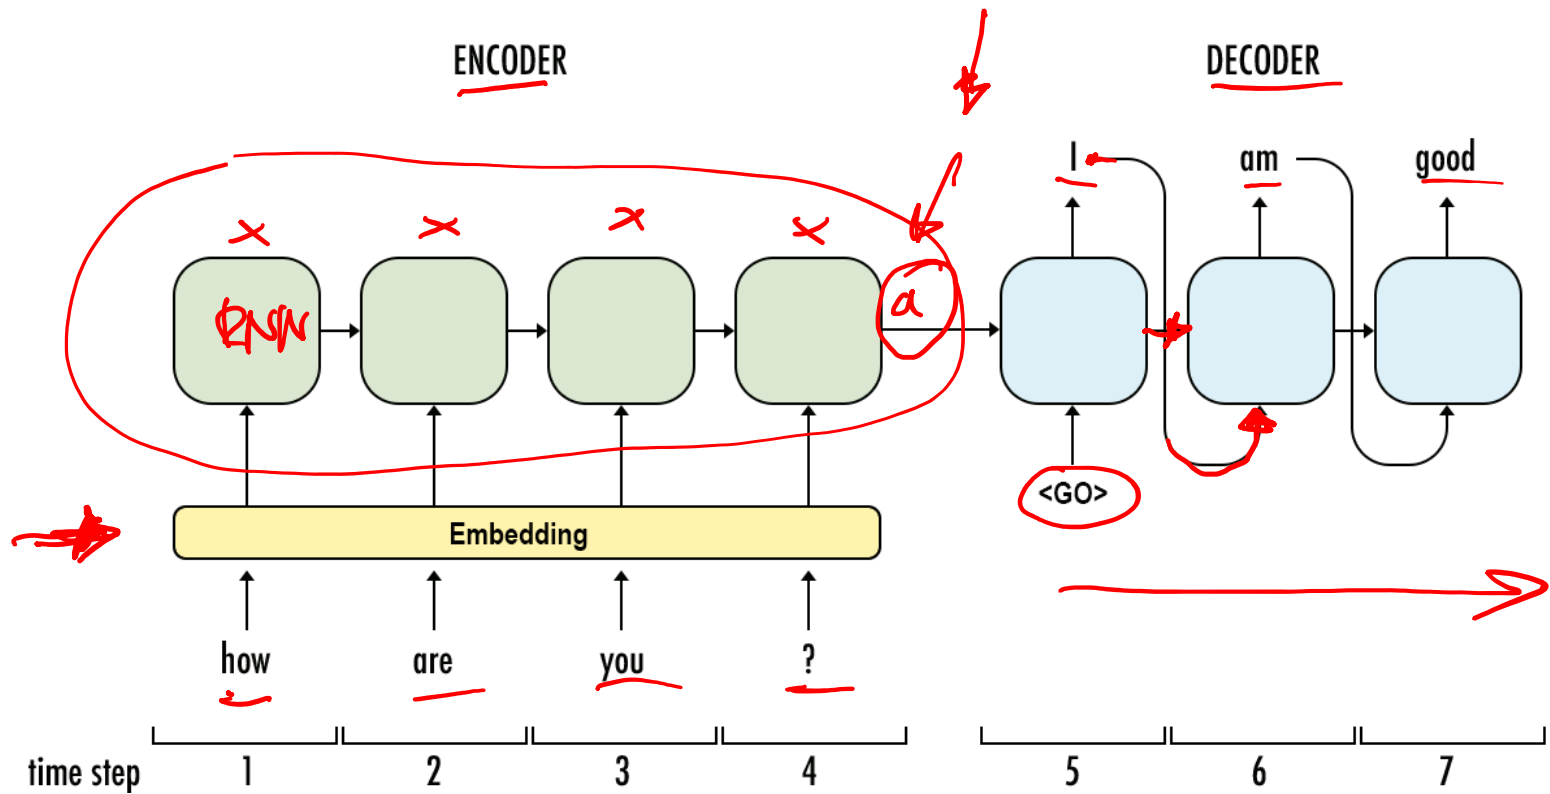 ENCODER DECODER
I am good
x x x x
RNN a
<GO>
Embedding
how are you ?
time step 1 2 3 4 5 6 7